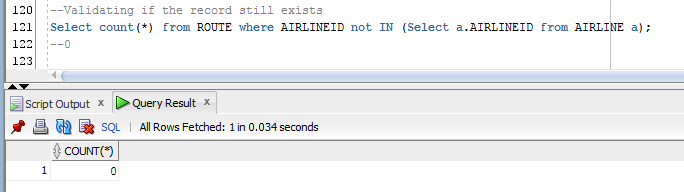 120 --Validating if the record still exists
121 Select count(*) from ROUTE where AIRLINEID not IN (Select a.AIRLINEID from AIRLINE a);
122 --0
123
Script Output x Query Result x
SQL | All Rows Fetched: 1 in 0.034 seconds
COUNT(*)
1 0